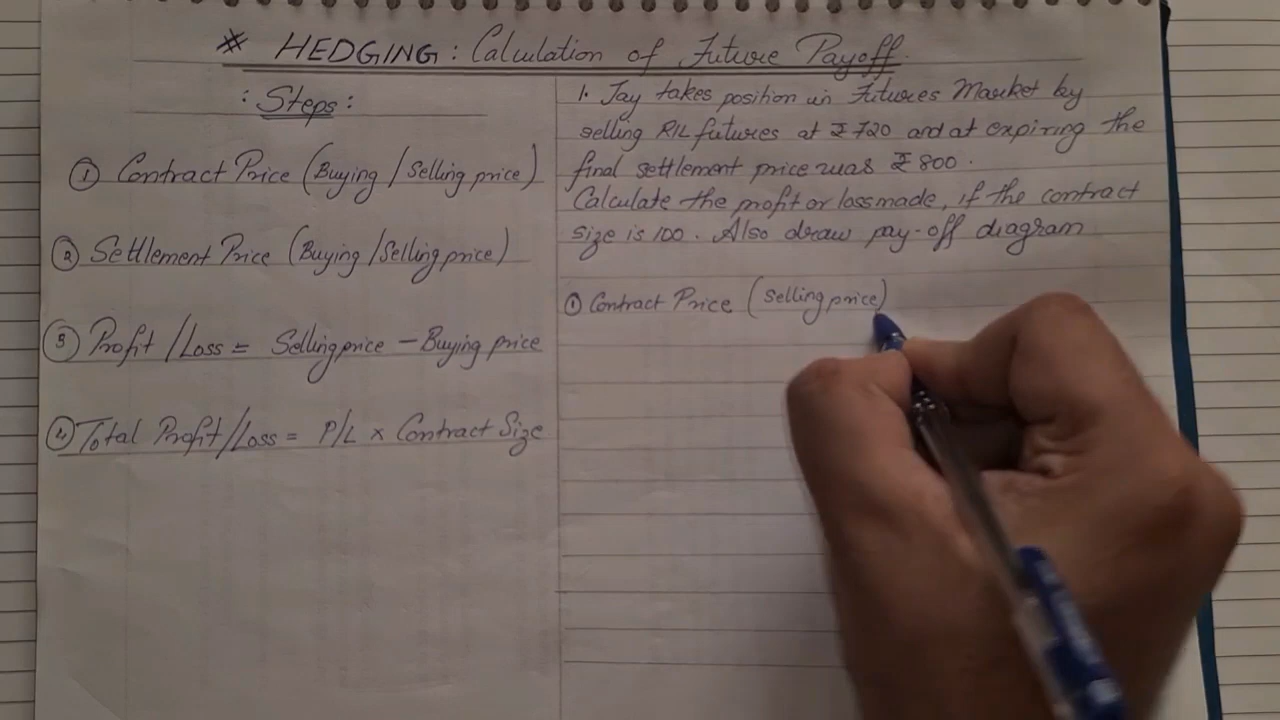 * HEDGING : Calculation of Future Payoff.
: Steps :
① Contract Price (Buying / Selling price)
② Settlement Price (Buying / Selling price)
③ Profit / Loss = Selling price - Buying price
④ Total Profit / Loss = P/L x Contract Size
1. Jay takes position in Futures Market by
selling RIL futures at ₹ 720 and at expiring the
final settlement price was ₹ 800.
Calculate the profit or loss made, if the contract
size is 100. Also draw pay-off diagram
① Contract Price (Selling price)